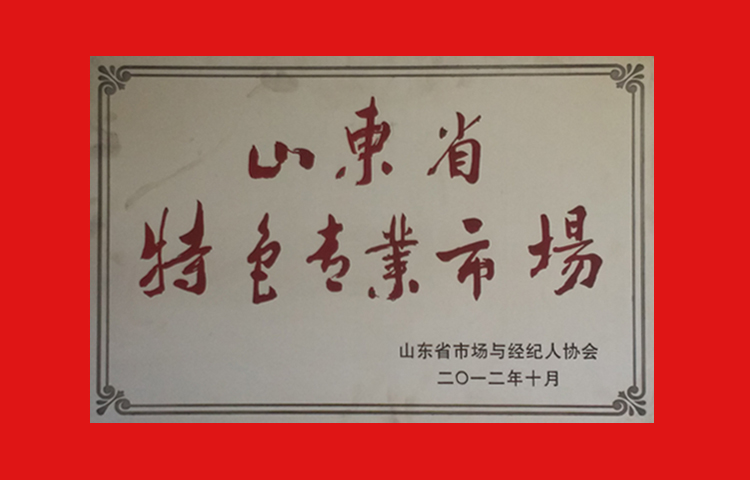 山東省
特色专業市場
山东省市场与经纪人协会
二〇一二年十月